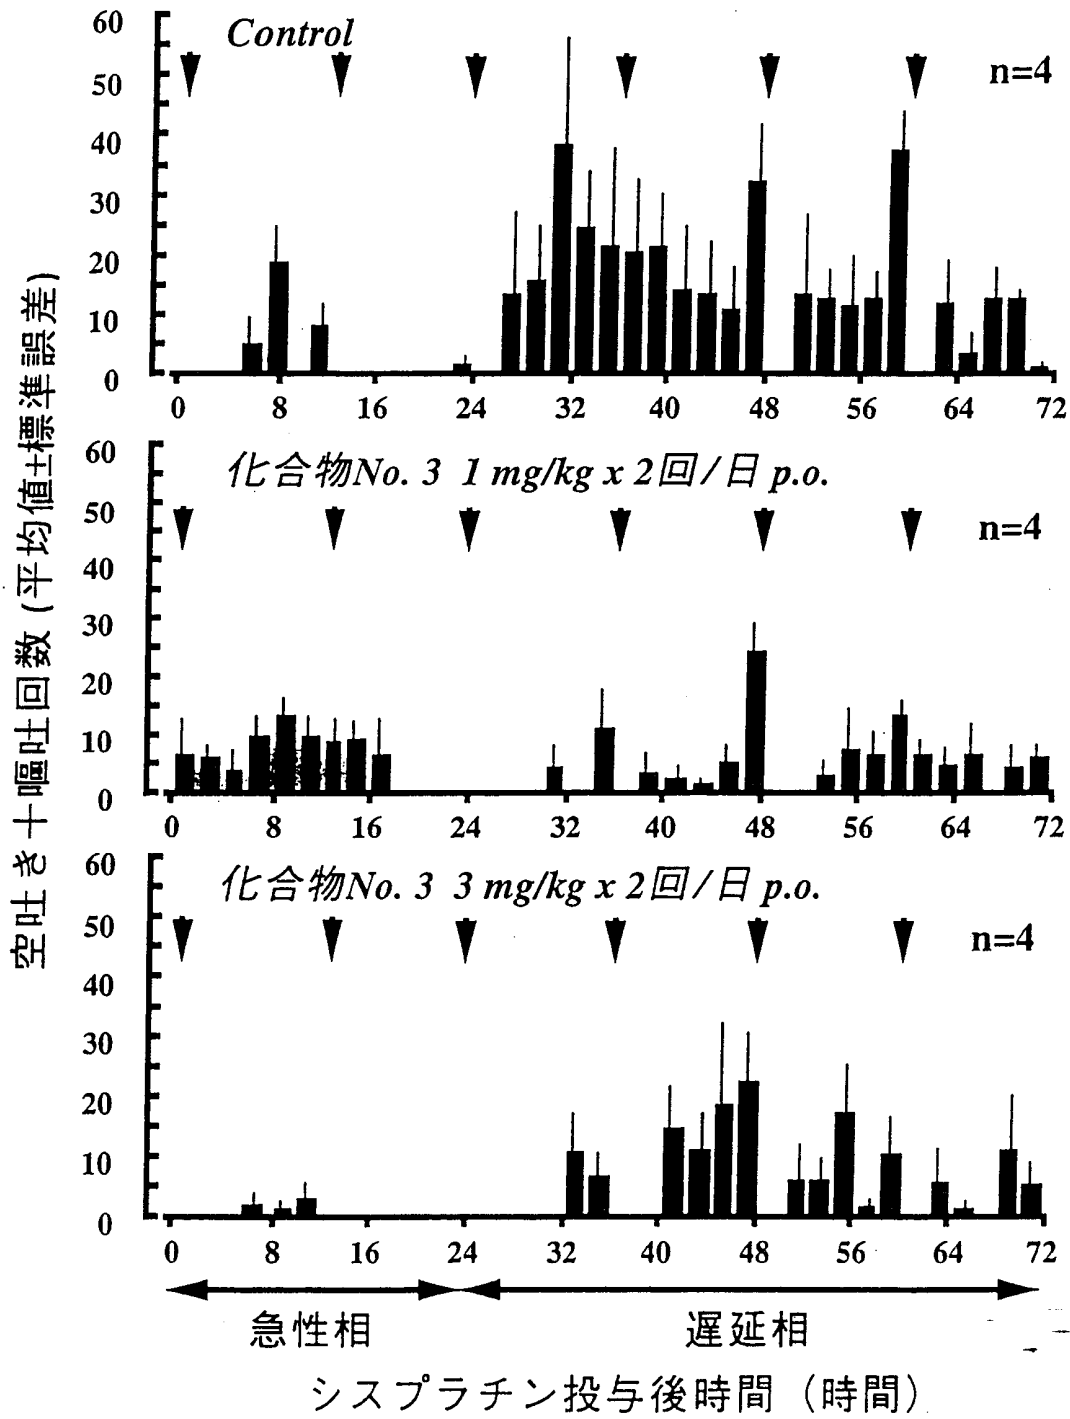 空吐き＋嘔吐回数 (平均値±標準誤差)
Control
n=4
60
50
40
30
20
10
0
0 8 16 24 32 40 48 56 64 72
化合物No. 3 1 mg/kg x 2回/日 p.o.
n=4
60
50
40
30
20
10
0
0 8 16 24 32 40 48 56 64 72
化合物No. 3 3 mg/kg x 2回/日 p.o.
n=4
60
50
40
30
20
10
0
0 8 16 24 32 40 48 56 64 72
急性相 遅延相
シスプラチン投与後時間（時間）